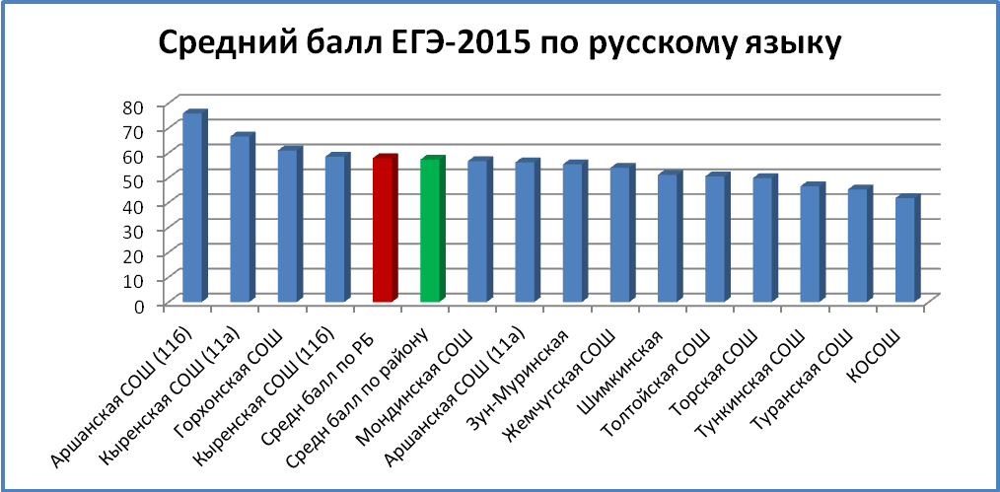 Средний балл ЕГЭ-2015 по русскому языку
80
70
60
50
40
30
20
10
0
Аршанская СОШ (11б)
Кыренская СОШ (11а)
Горхонская СОШ
Кыренская СОШ (11б)
Средн балл по РБ
Средн балл по району
Мондинская СОШ
Аршанская СОШ (11а)
Зун-Муринская
Жемчугская СОШ
Шимкинская
Толтойская СОШ
Торская СОШ
Тункинская СОШ
Туранская СОШ
КОСОШ